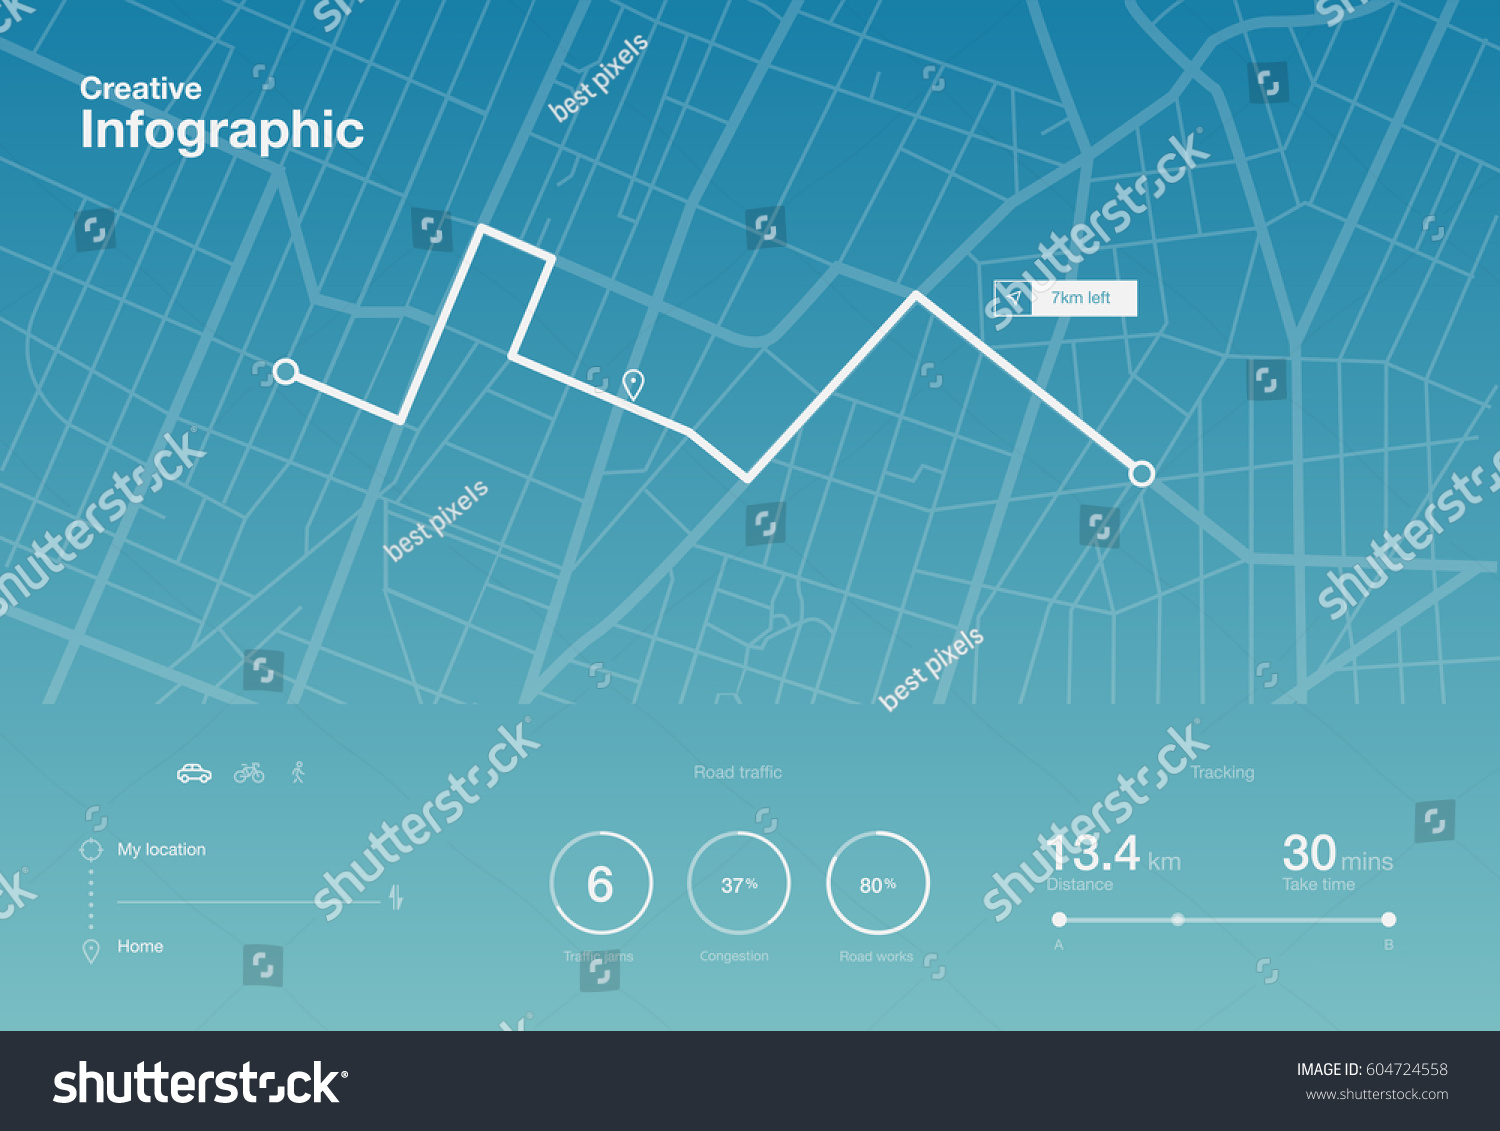 Creative
Infographic
best pixels
shutterstock
shutterstock
7km left
shutterstock
best pixels
shutterstock
best pixels
Road traffic
Tracking
shutterstock
shutterstock
My location
Home
6
37%
80%
Traffic jams
Congestion
Road works
13.4 km
Distance
30 mins
Take time
A
B
shutterstock
IMAGE ID: 604724558
www.shutterstock.com